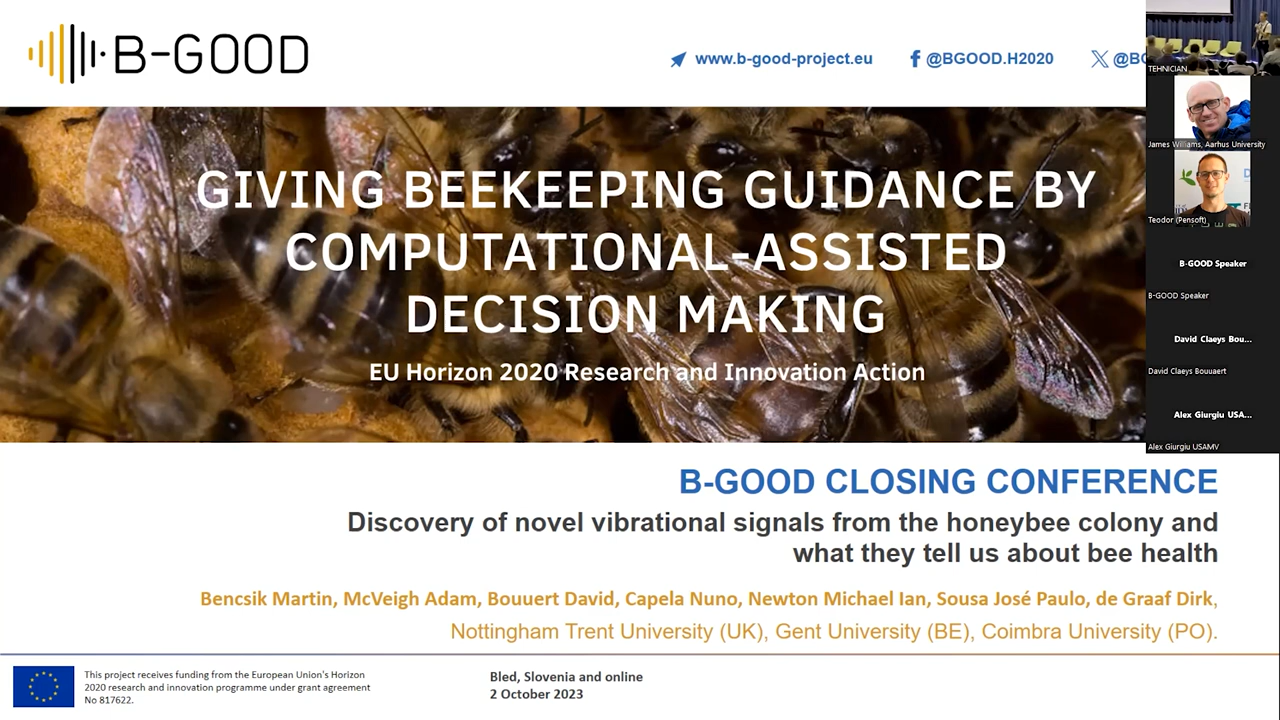 B-GOOD
www.b-good-project.eu
@BGOOD.H2020
@BG
GIVING BEEKEEPING GUIDANCE BY
COMPUTATIONAL-ASSISTED
DECISION MAKING
EU Horizon 2020 Research and Innovation Action
B-GOOD CLOSING CONFERENCE
Discovery of novel vibrational signals from the honeybee colony and
what they tell us about bee health
Bencsik Martin, McVeigh Adam, Bouuert David, Capela Nuno, Newton Michael Ian, Sousa José Paulo, de Graaf Dirk,
Nottingham Trent University (UK), Gent University (BE), Coimbra University (PO).
This project receives funding from the European Union's Horizon
2020 research and innovation programme under grant agreement
No 817622.
Bled, Slovenia and online
2 October 2023
TEHNICIAN
James Williams, Aarhus University
Teodor (Pensoft)
B-GOOD Speaker
B-GOOD Speaker
David Claeys Bou...
David Claeys Bouuaert
Alex Giurgiu USA...
Alex Giurgiu USAMV